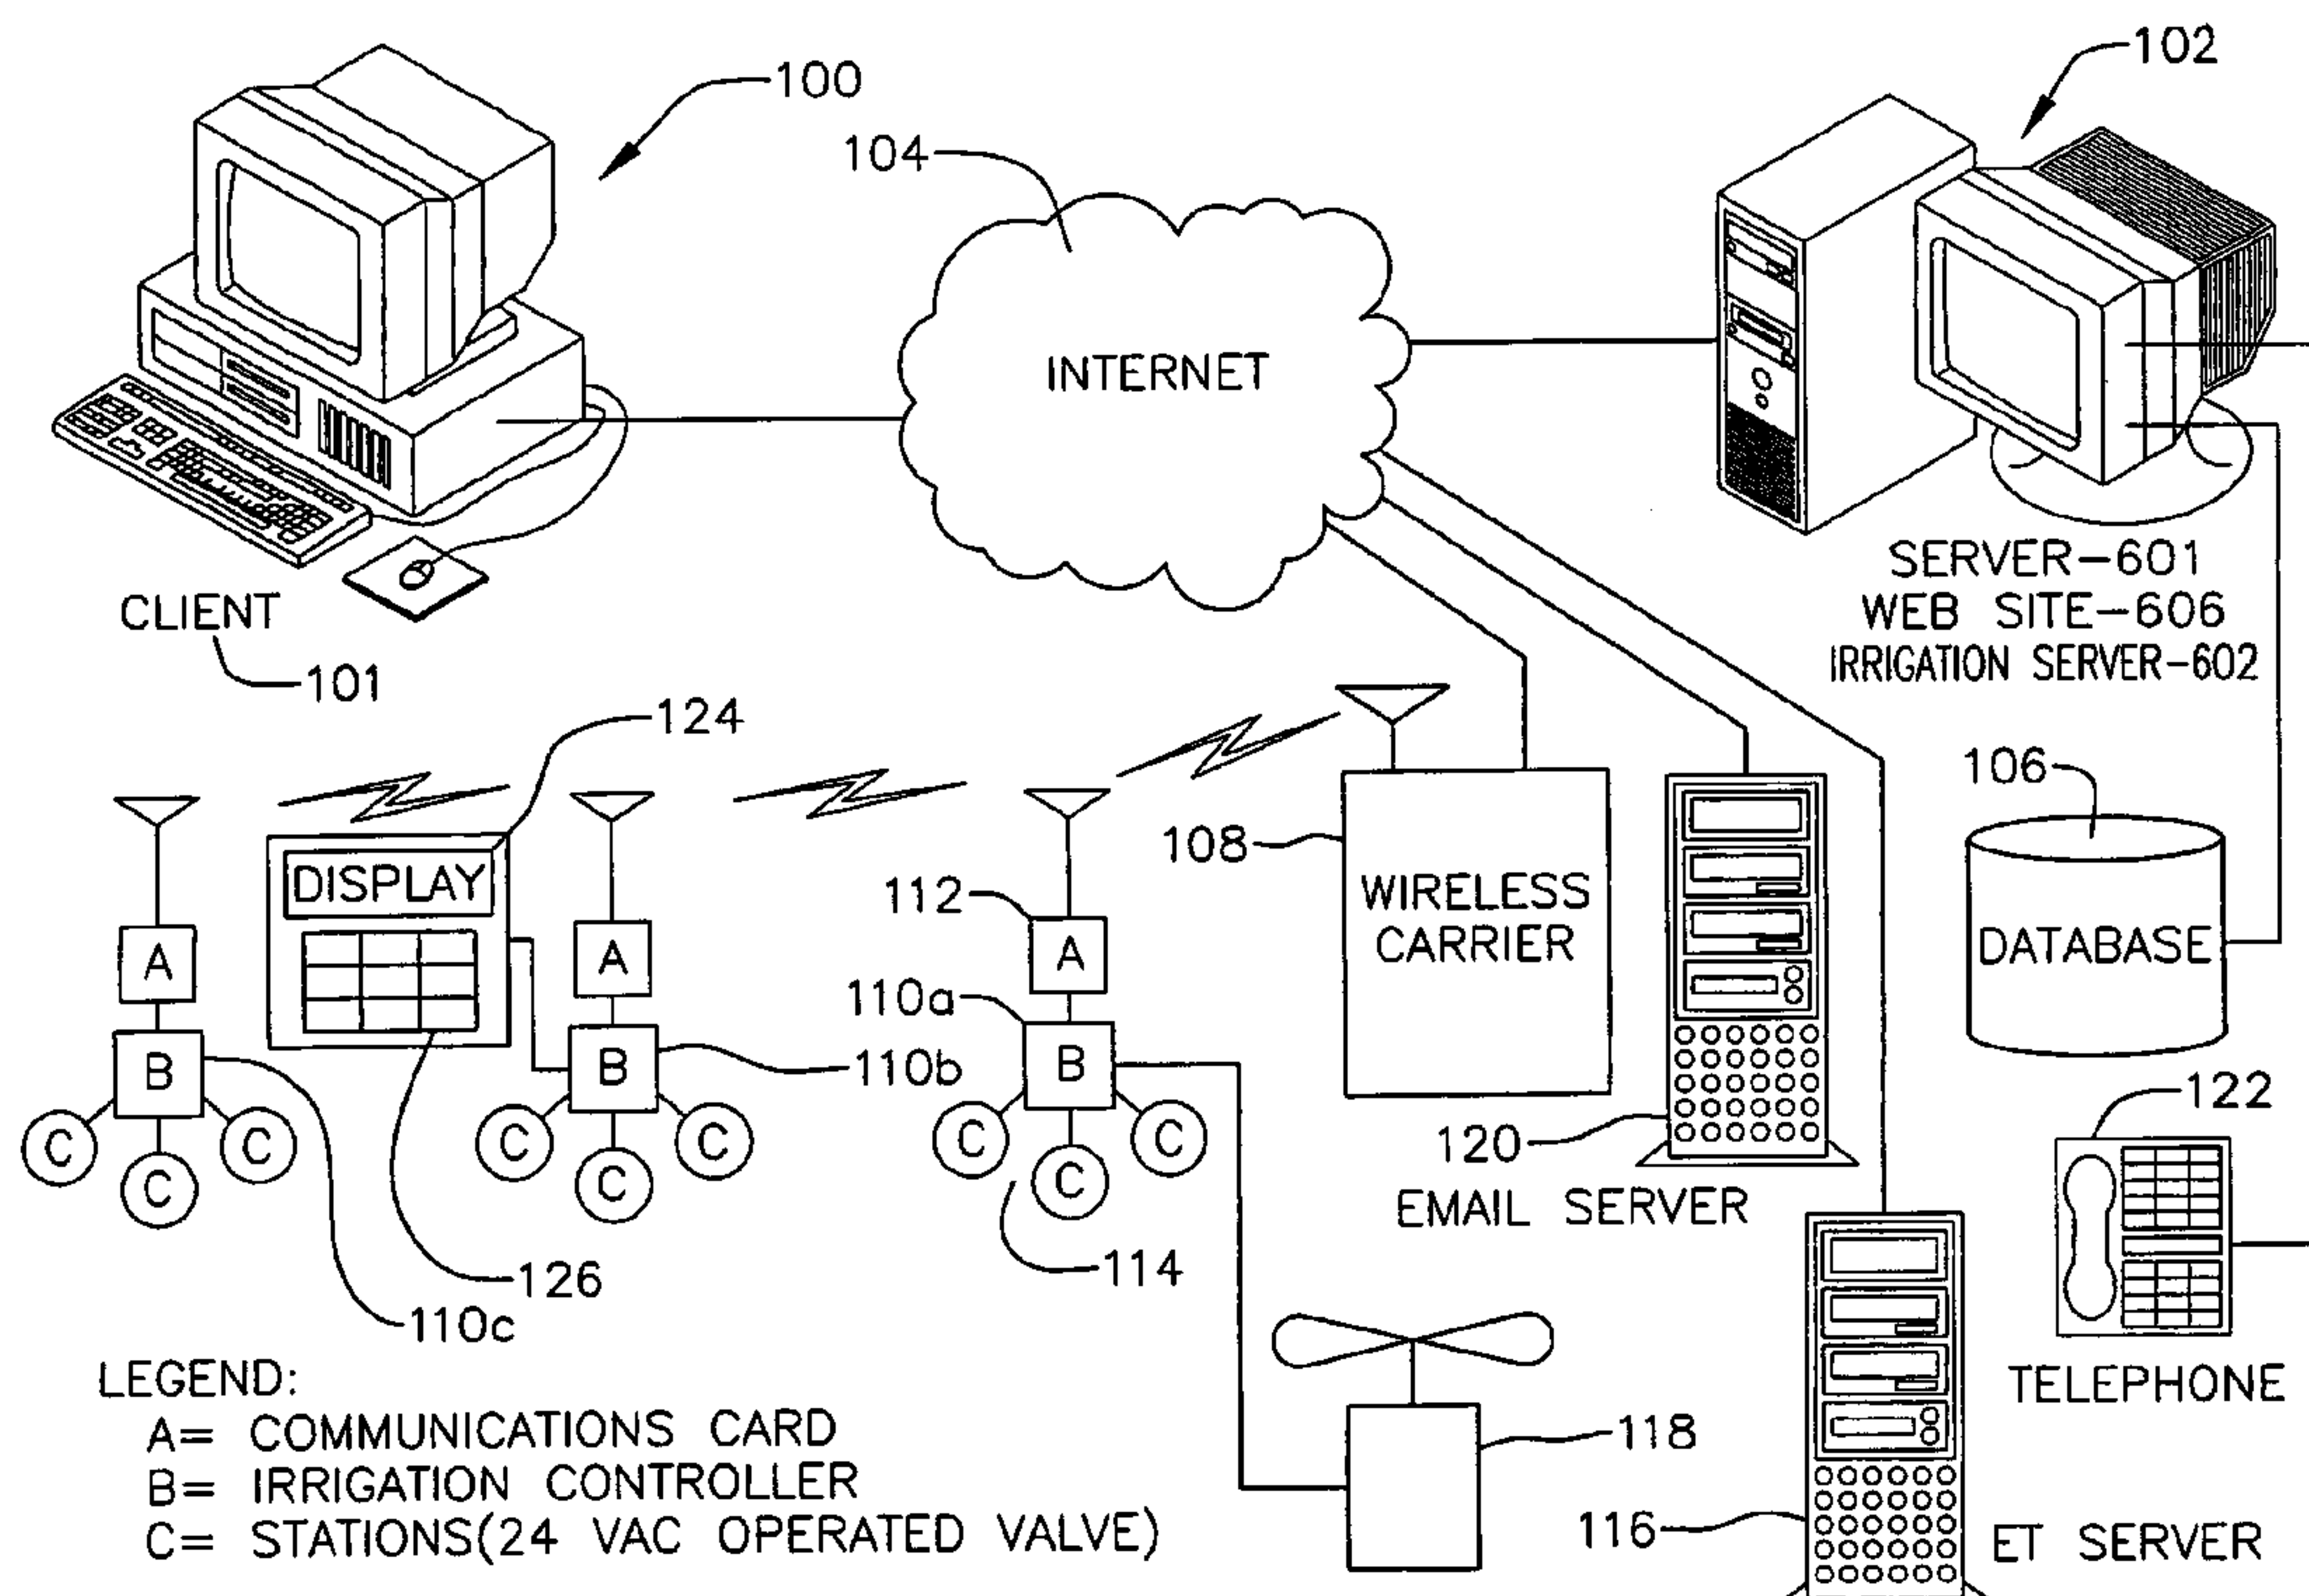 100
102
104
INTERNET
CLIENT
101
SERVER-601
WEB SITE-606
IRRIGATION SERVER-602
124
106
108
DISPLAY
WIRELESS
CARRIER
112
A
A
A
DATABASE
110a
B
B
B
110b
122
C
C
C
C
C
C
C
C
C
120
EMAIL SERVER
114
126
110c
TELEPHONE
118
116
ET SERVER
LEGEND:
A= COMMUNICATIONS CARD
B= IRRIGATION CONTROLLER
C= STATIONS(24 VAC OPERATED VALVE)